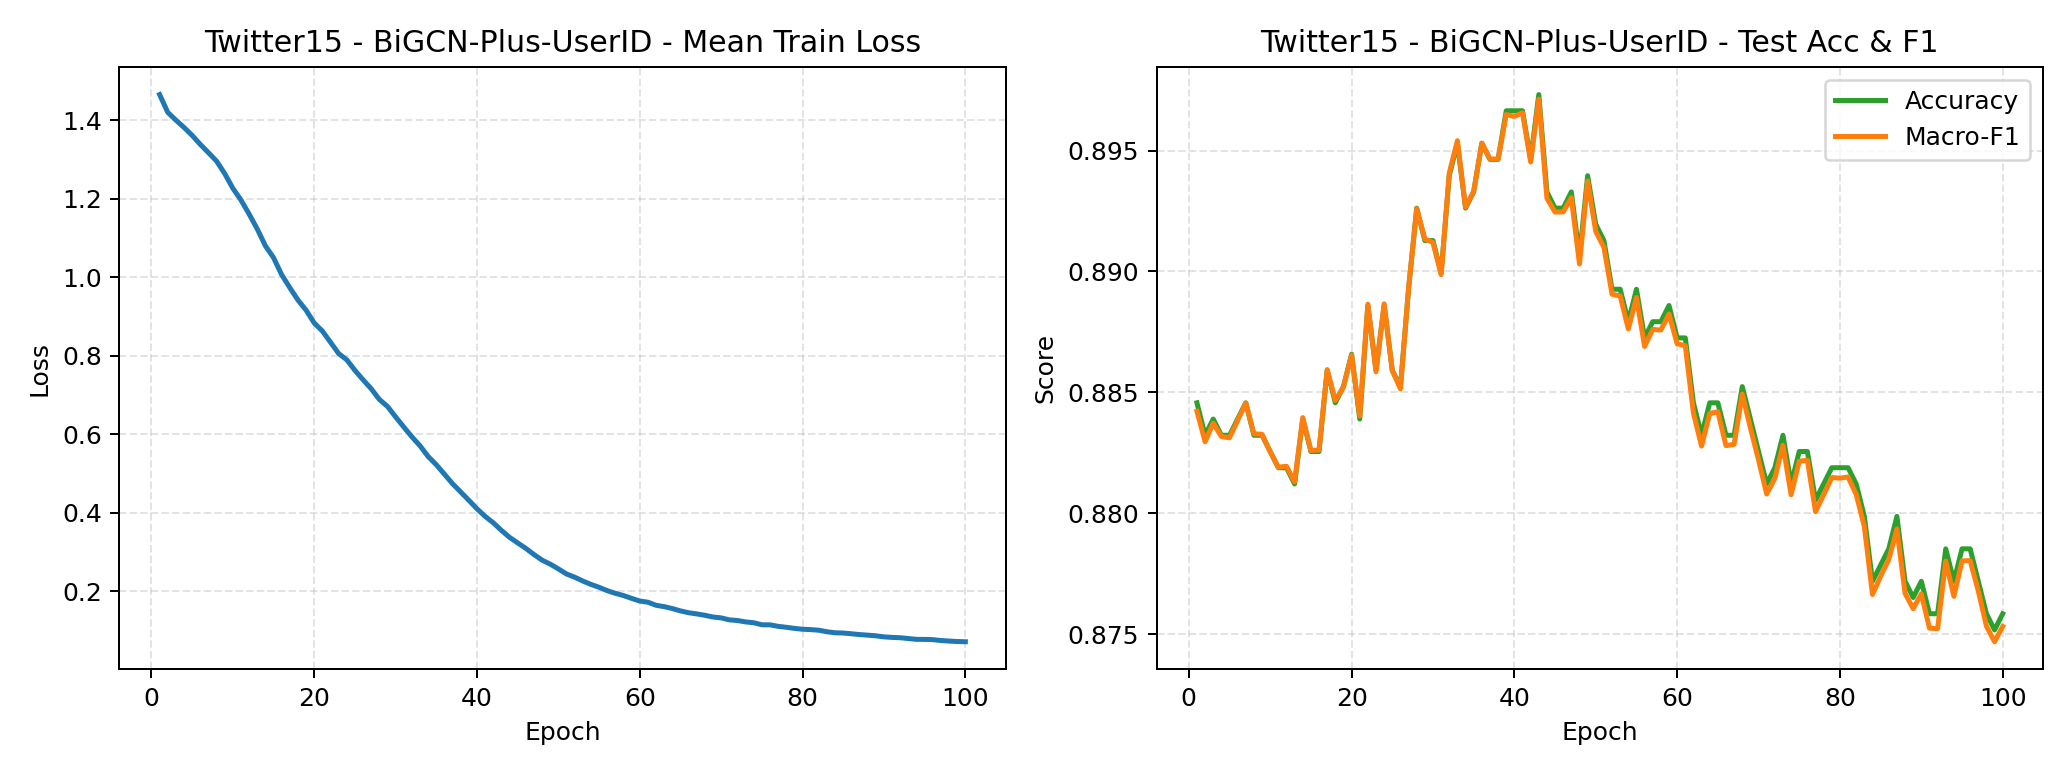 Twitter15 - BiGCN-Plus-UserID - Mean Train Loss
1.4
1.2
1.0
0.8
0.6
0.4
0.2
Loss
0 20 40 60 80 100
Epoch
Twitter15 - BiGCN-Plus-UserID - Test Acc & F1
Accuracy
Macro-F1
0.895
0.890
0.885
0.880
0.875
Score
0 20 40 60 80 100
Epoch